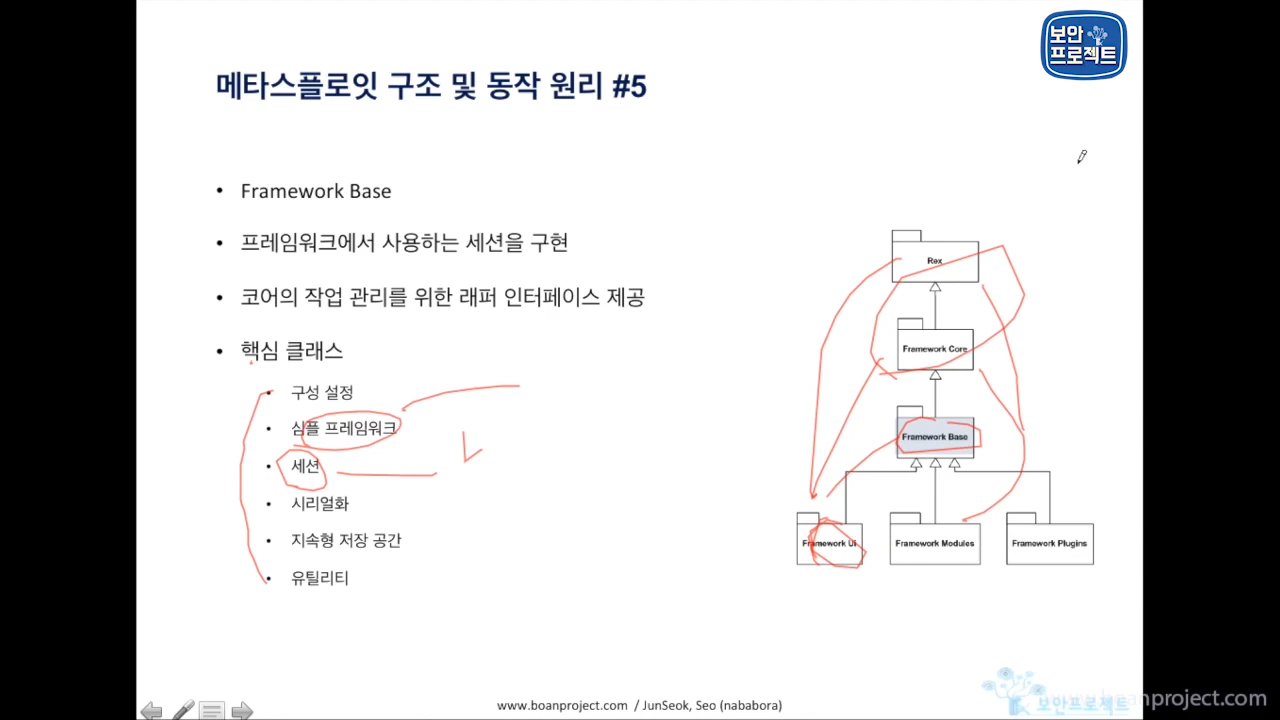 보안
프로젝트
메타스플로잇 구조 및 동작 원리 #5
• Framework Base
• 프레임워크에서 사용하는 세션을 구현
• 코어의 작업 관리를 위한 래퍼 인터페이스 제공
• 핵심 클래스
• 구성 설정
• 심플 프레임워크
• 세션
• 시리얼화
• 지속형 저장 공간
• 유틸리티
Rex
Framework Core
Framework Base
Framework Ui
Framework Modules
Framework Plugins
www.boanproject.com / JunSeok, Seo (nababora)
보안프로젝트
www.boanproject.com